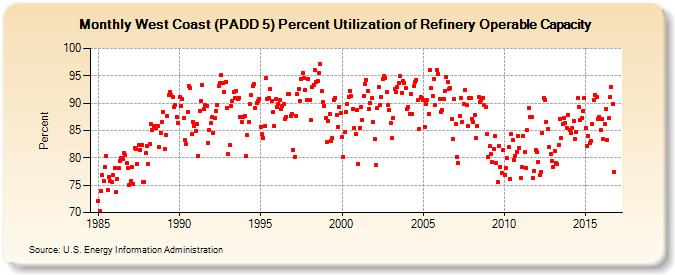 Monthly West Coast (PADD 5) Percent Utilization of Refinery Operable Capacity
Percent
100
95
90
85
80
75
70
1985 1990 1995 2000 2005 2010 2015
Source: U.S. Energy Information Administration